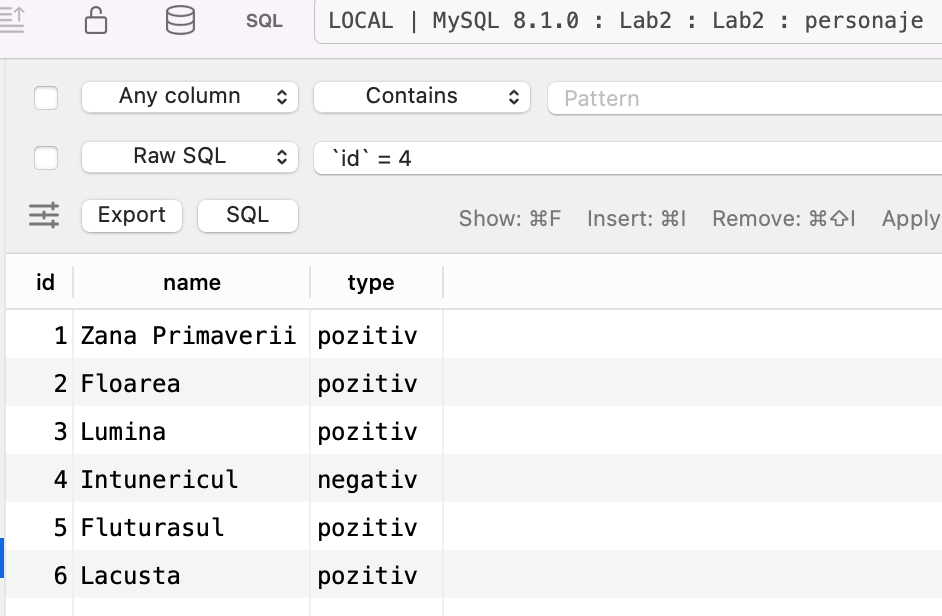 SQL
LOCAL | MySQL 8.1.0 : Lab2 : Lab2 : personaje
Any column Contains Pattern
Raw SQL `id` = 4
Export SQL Show: ⌘F Insert: ⌘I Remove: ⌘⇧I Apply
id name type
1 Zana Primaverii pozitiv
2 Floarea pozitiv
3 Lumina pozitiv
4 Intunericul negativ
5 Fluturasul pozitiv
6 Lacusta pozitiv